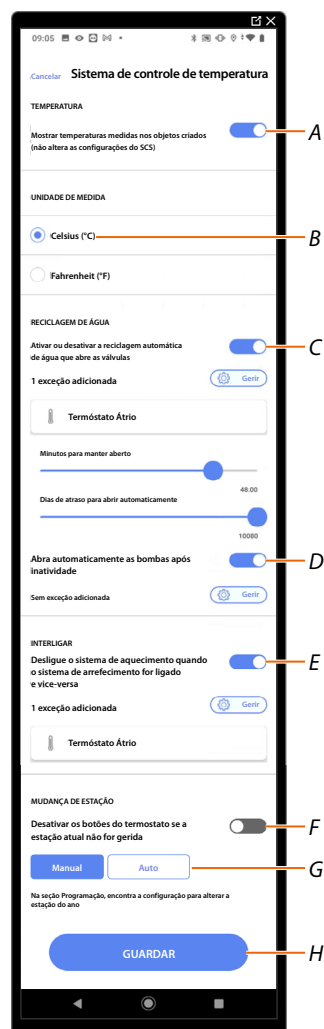 09:05
Cancelar Sistema de controle de temperatura
TEMPERATURA
Mostrar temperaturas medidas nos objetos criados
(não altera as configurações do SCS)
A
UNIDADE DE MEDIDA
Celsius (°C)
B
Fahrenheit (°F)
RECICLAGEM DE ÁGUA
Ativar ou desativar a reciclagem automática
de água que abre as válvulas
C
1 exceção adicionada
Gerir
Termóstato Átrio
Minutos para manter aberto
48.00
Dias de atraso para abrir automaticamente
10080
Abra automaticamente as bombas após
inatividade
D
Sem exceção adicionada
Gerir
INTERLIGAR
Desligue o sistema de aquecimento quando
o sistema de arrefecimento for ligado
e vice-versa
E
1 exceção adicionada
Gerir
Termóstato Átrio
MUDANÇA DE ESTAÇÃO
Desativar os botões do termostato se a
estação atual não for gerida
F
Manual
Auto
G
Na seção Programação, encontra a configuração para alterar a
estação do ano
GUARDAR
H